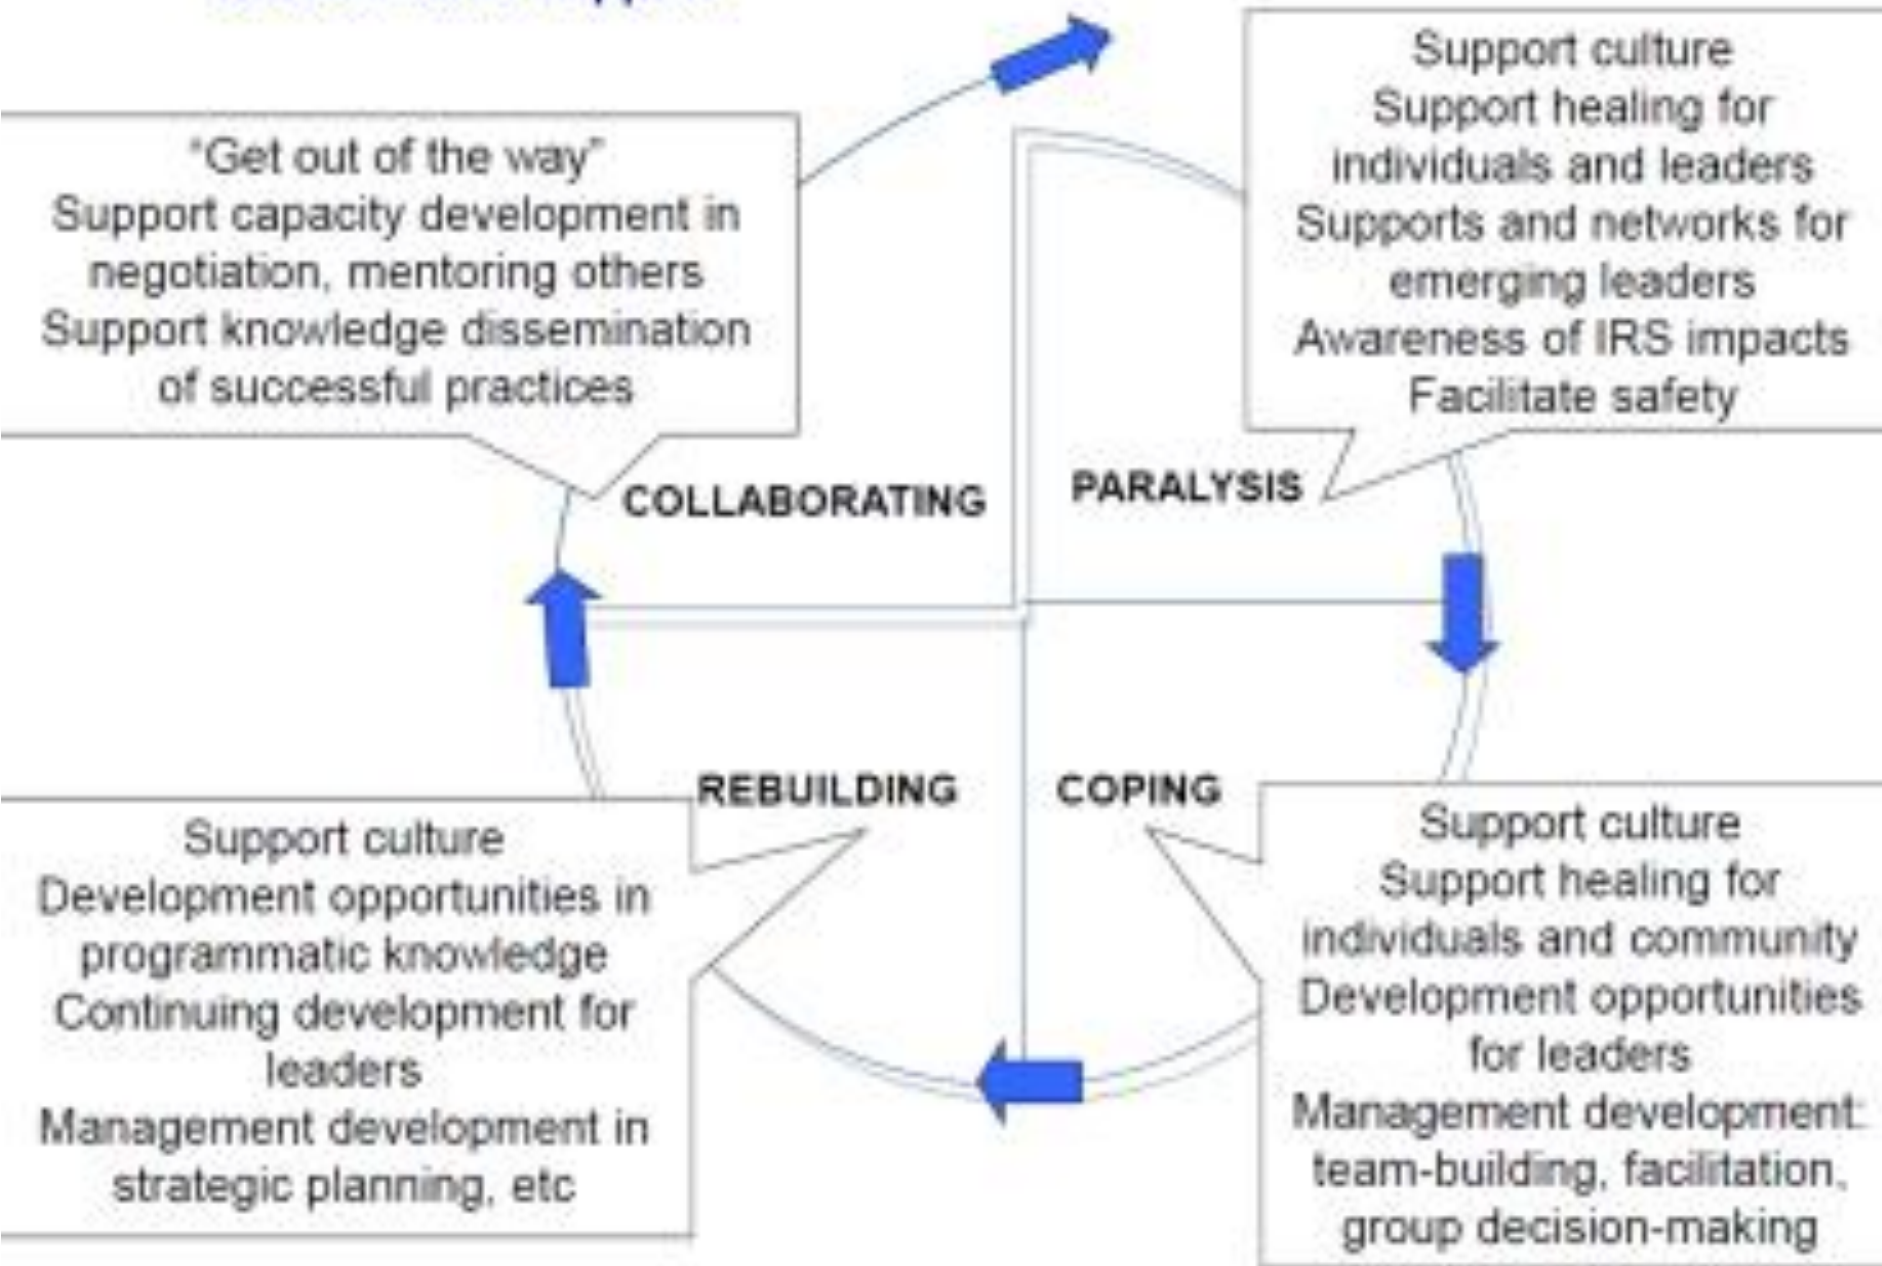 Support culture
Support healing for
individuals and leaders
Supports and networks for
emerging leaders
Awareness of IRS impacts
Facilitate safety
"Get out of the way"
Support capacity development in
negotiation, mentoring others
Support knowledge dissemination
of successful practices
COLLABORATING
PARALYSIS
REBUILDING
COPING
Support culture
Development opportunities in
programmatic knowledge
Continuing development for
leaders
Management development in
strategic planning, etc
Support culture
Support healing for
individuals and community
Development opportunities
for leaders
Management development:
team-building, facilitation,
group decision-making